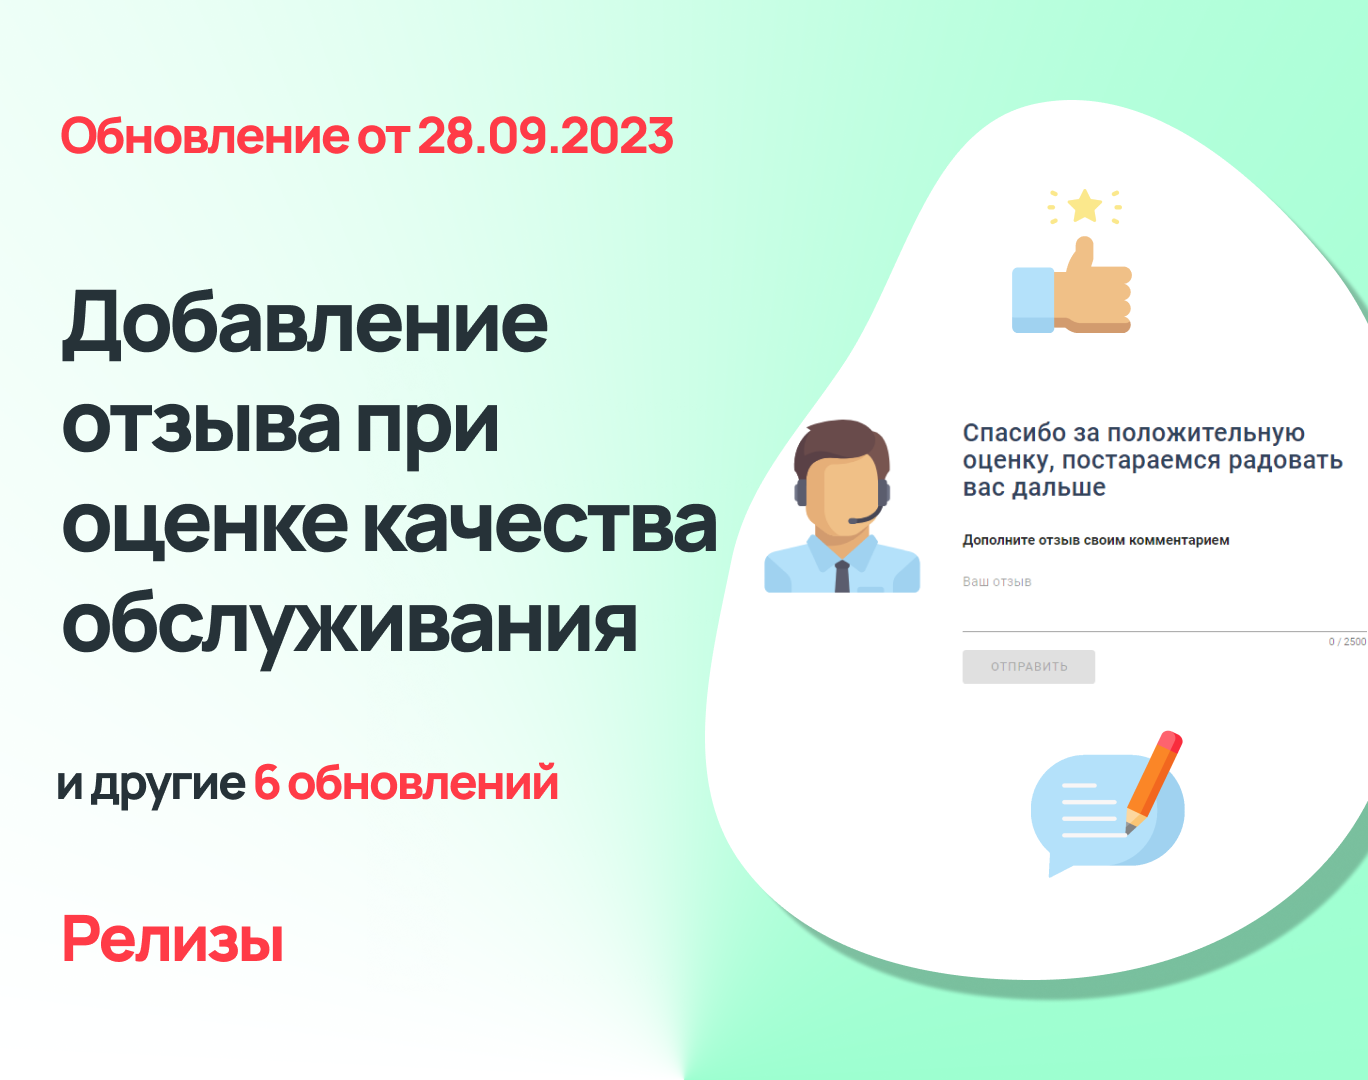 Обновление от 28.09.2023
Добавление
отзыва при
оценке качества
обслуживания
и другие 6 обновлений
Релизы
Спасибо за положительную
оценку, постараемся радовать
вас дальше
Дополните отзыв своим комментарием
Ваш отзыв
0 / 2500
ОТПРАВИТЬ